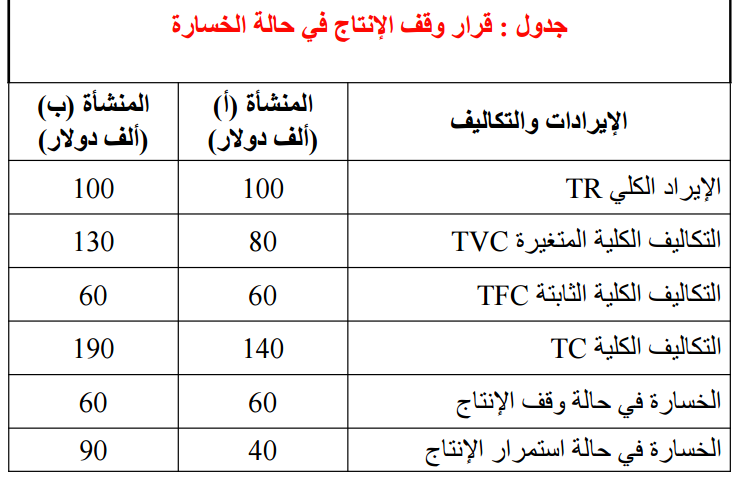 جدول : قرار وقف الإنتاج في حالة الخسارة
الإيرادات والتكاليف المنشأة (أ) المنشأة (ب)
(ألف دولار) (ألف دولار)
الإيراد الكلي TR 100 100
التكاليف الكلية المتغيرة TVC 80 130
التكاليف الكلية الثابتة TFC 60 60
التكاليف الكلية TC 140 190
الخسارة في حالة وقف الإنتاج 60 60
الخسارة في حالة استمرار الإنتاج 40 90